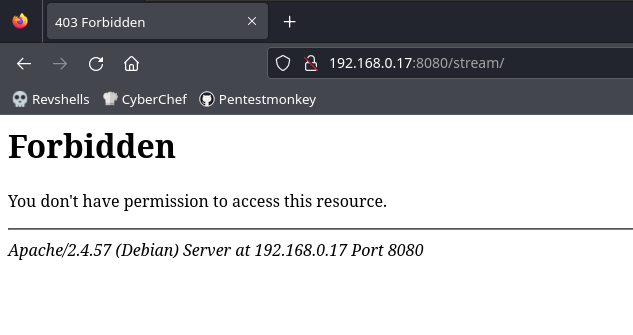 403 Forbidden
192.168.0.17:8080/stream/
Revshells CyberChef Pentestmonkey
Forbidden
You don't have permission to access this resource.
Apache/2.4.57 (Debian) Server at 192.168.0.17 Port 8080